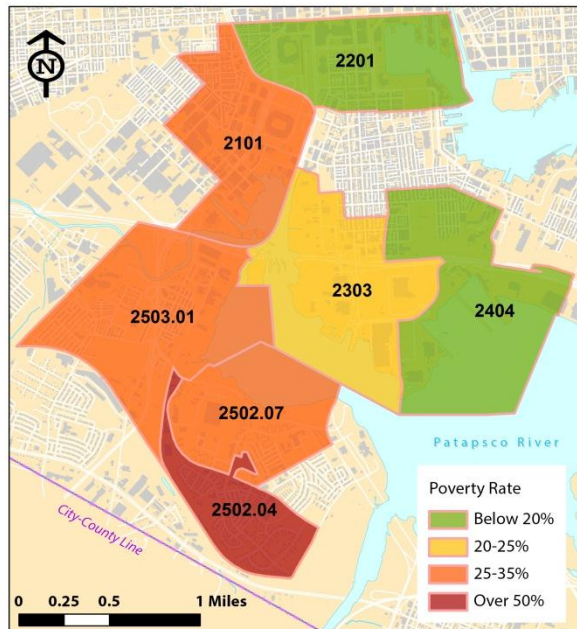 N
2201
2101
2303
2503.01
2404
2502.07
2502.04
Patapsco River
City-County Line
Poverty Rate
Below 20%
20-25%
25-35%
Over 50%
0 0.25 0.5 1 Miles